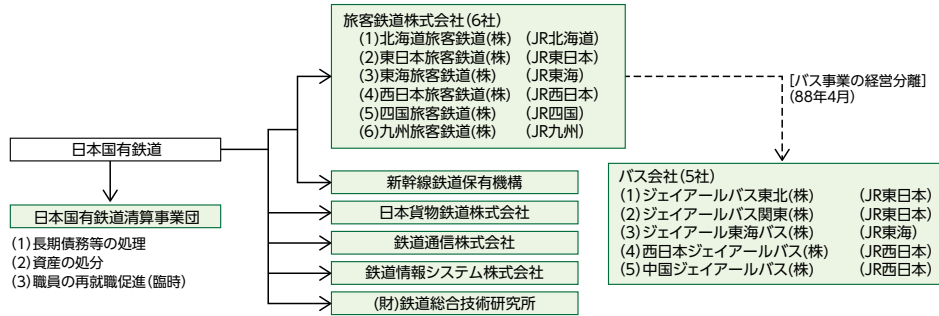 旅客鉄道株式会社(6社)
(1)北海道旅客鉄道(株) (JR北海道)
(2)東日本旅客鉄道(株) (JR東日本)
(3)東海旅客鉄道(株) (JR東海)
(4)西日本旅客鉄道(株) (JR西日本)
(5)四国旅客鉄道(株) (JR四国)
(6)九州旅客鉄道(株) (JR九州)
[バス事業の経営分離]
(88年4月)
日本国有鉄道
日本国有鉄道清算事業団
(1)長期債務等の処理
(2)資産の処分
(3)職員の再就職促進(臨時)
新幹線鉄道保有機構
日本貨物鉄道株式会社
鉄道通信株式会社
鉄道情報システム株式会社
(財)鉄道総合技術研究所
バス会社(5社)
(1)ジェイアールバス東北(株) (JR東日本)
(2)ジェイアールバス関東(株) (JR東日本)
(3)ジェイアール東海バス(株) (JR東海)
(4)西日本ジェイアールバス(株) (JR西日本)
(5)中国ジェイアールバス(株) (JR西日本)